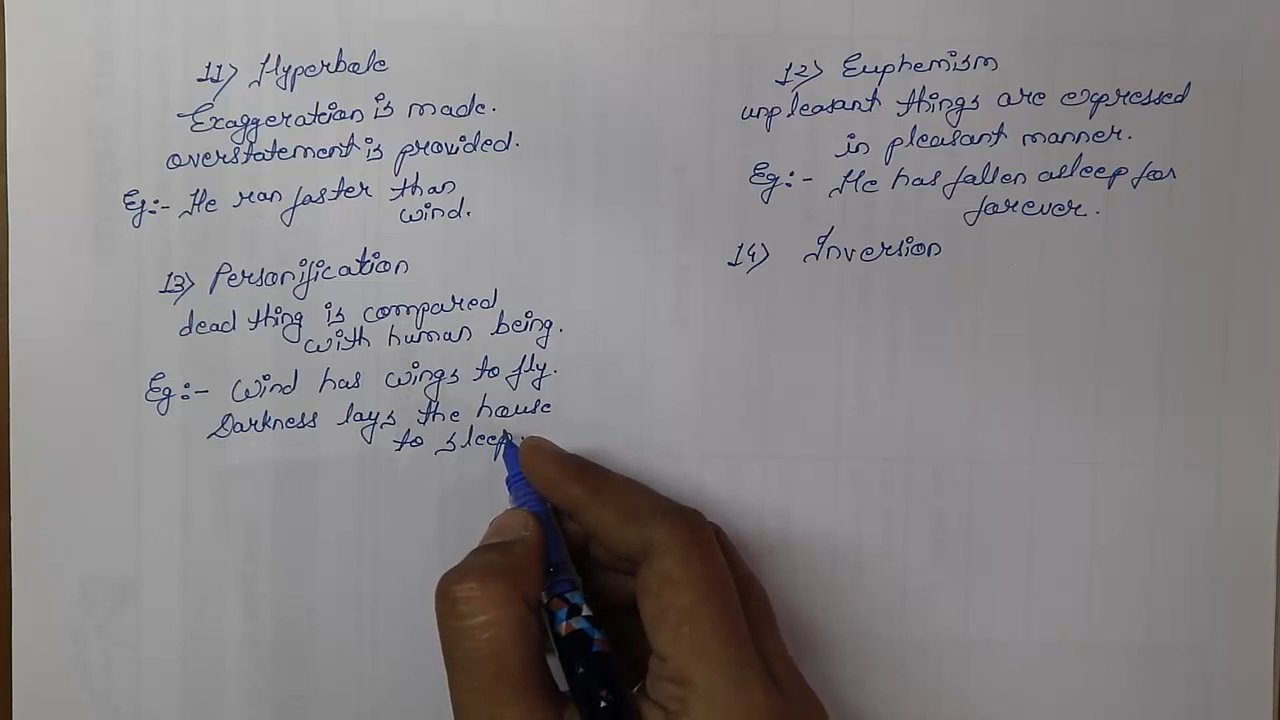 11) Hyperbole
Exaggeration is made.
overstatement is provided.
Eg:- He ran faster than
wind.
13) Personification
dead thing is compared
with human being.
Eg:- Wind has wings to fly.
Darkness lays the house
to sleep.
12) Euphemism
unpleasant things are expressed
in pleasant manner.
Eg:- He has fallen asleep for
forever.
14) Inversion